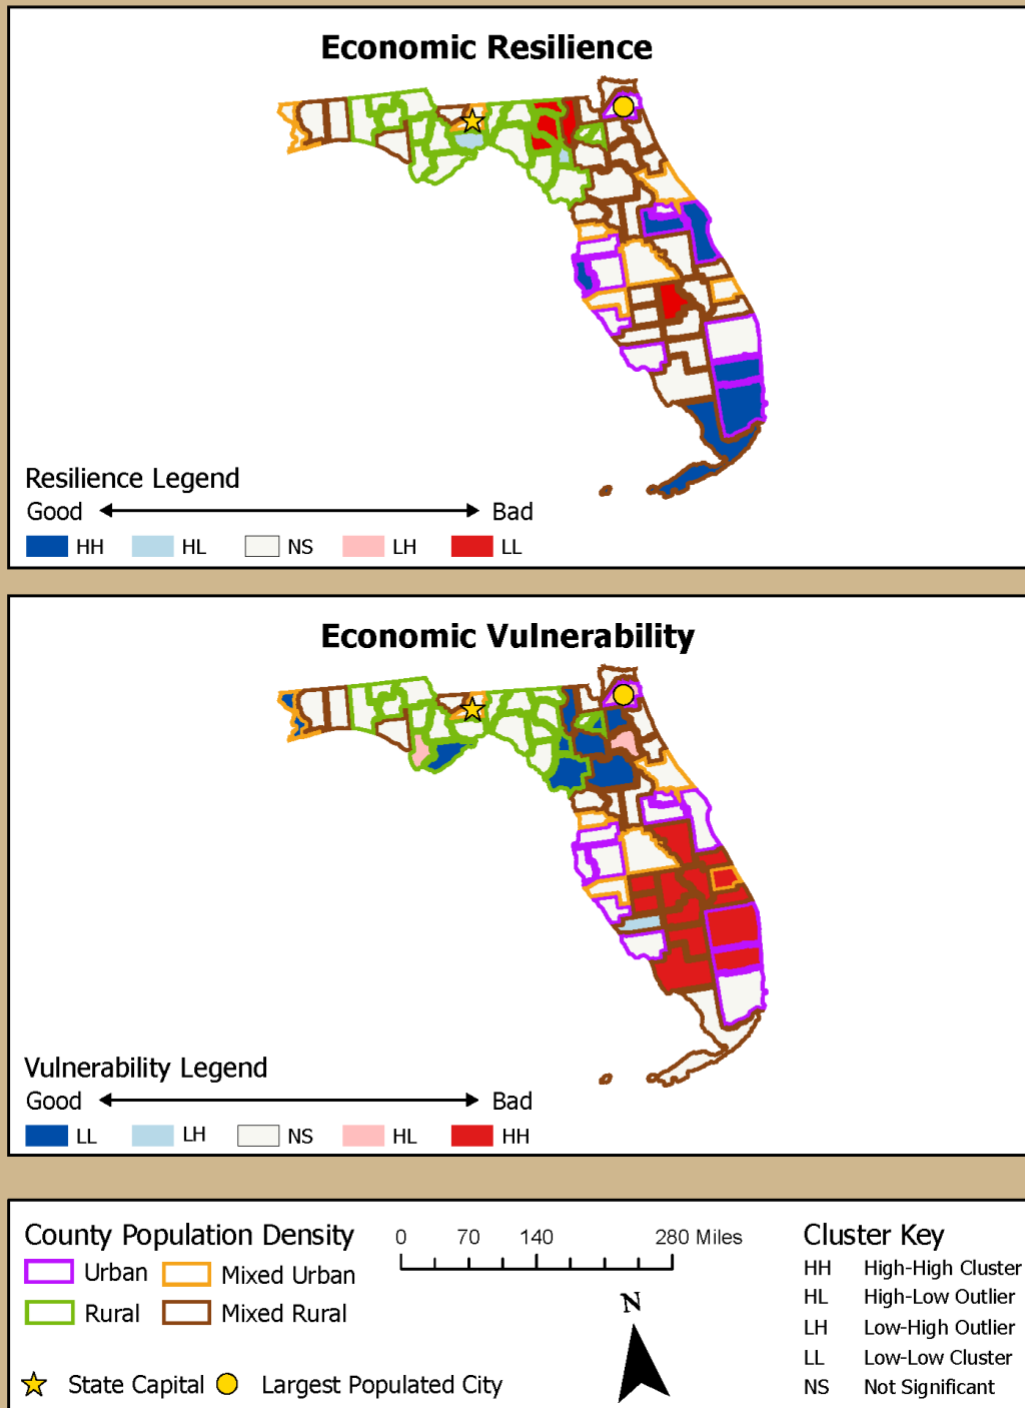 Economic Resilience
Resilience Legend
Good Bad
HH HL NS LH LL
Economic Vulnerability
Vulnerability Legend
Good Bad
LL LH NS HL HH
County Population Density
Urban Mixed Urban
Rural Mixed Rural
State Capital Largest Populated City
0 70 140 280 Miles
N
Cluster Key
HH High-High Cluster
HL High-Low Outlier
LH Low-High Outlier
LL Low-Low Cluster
NS Not Significant